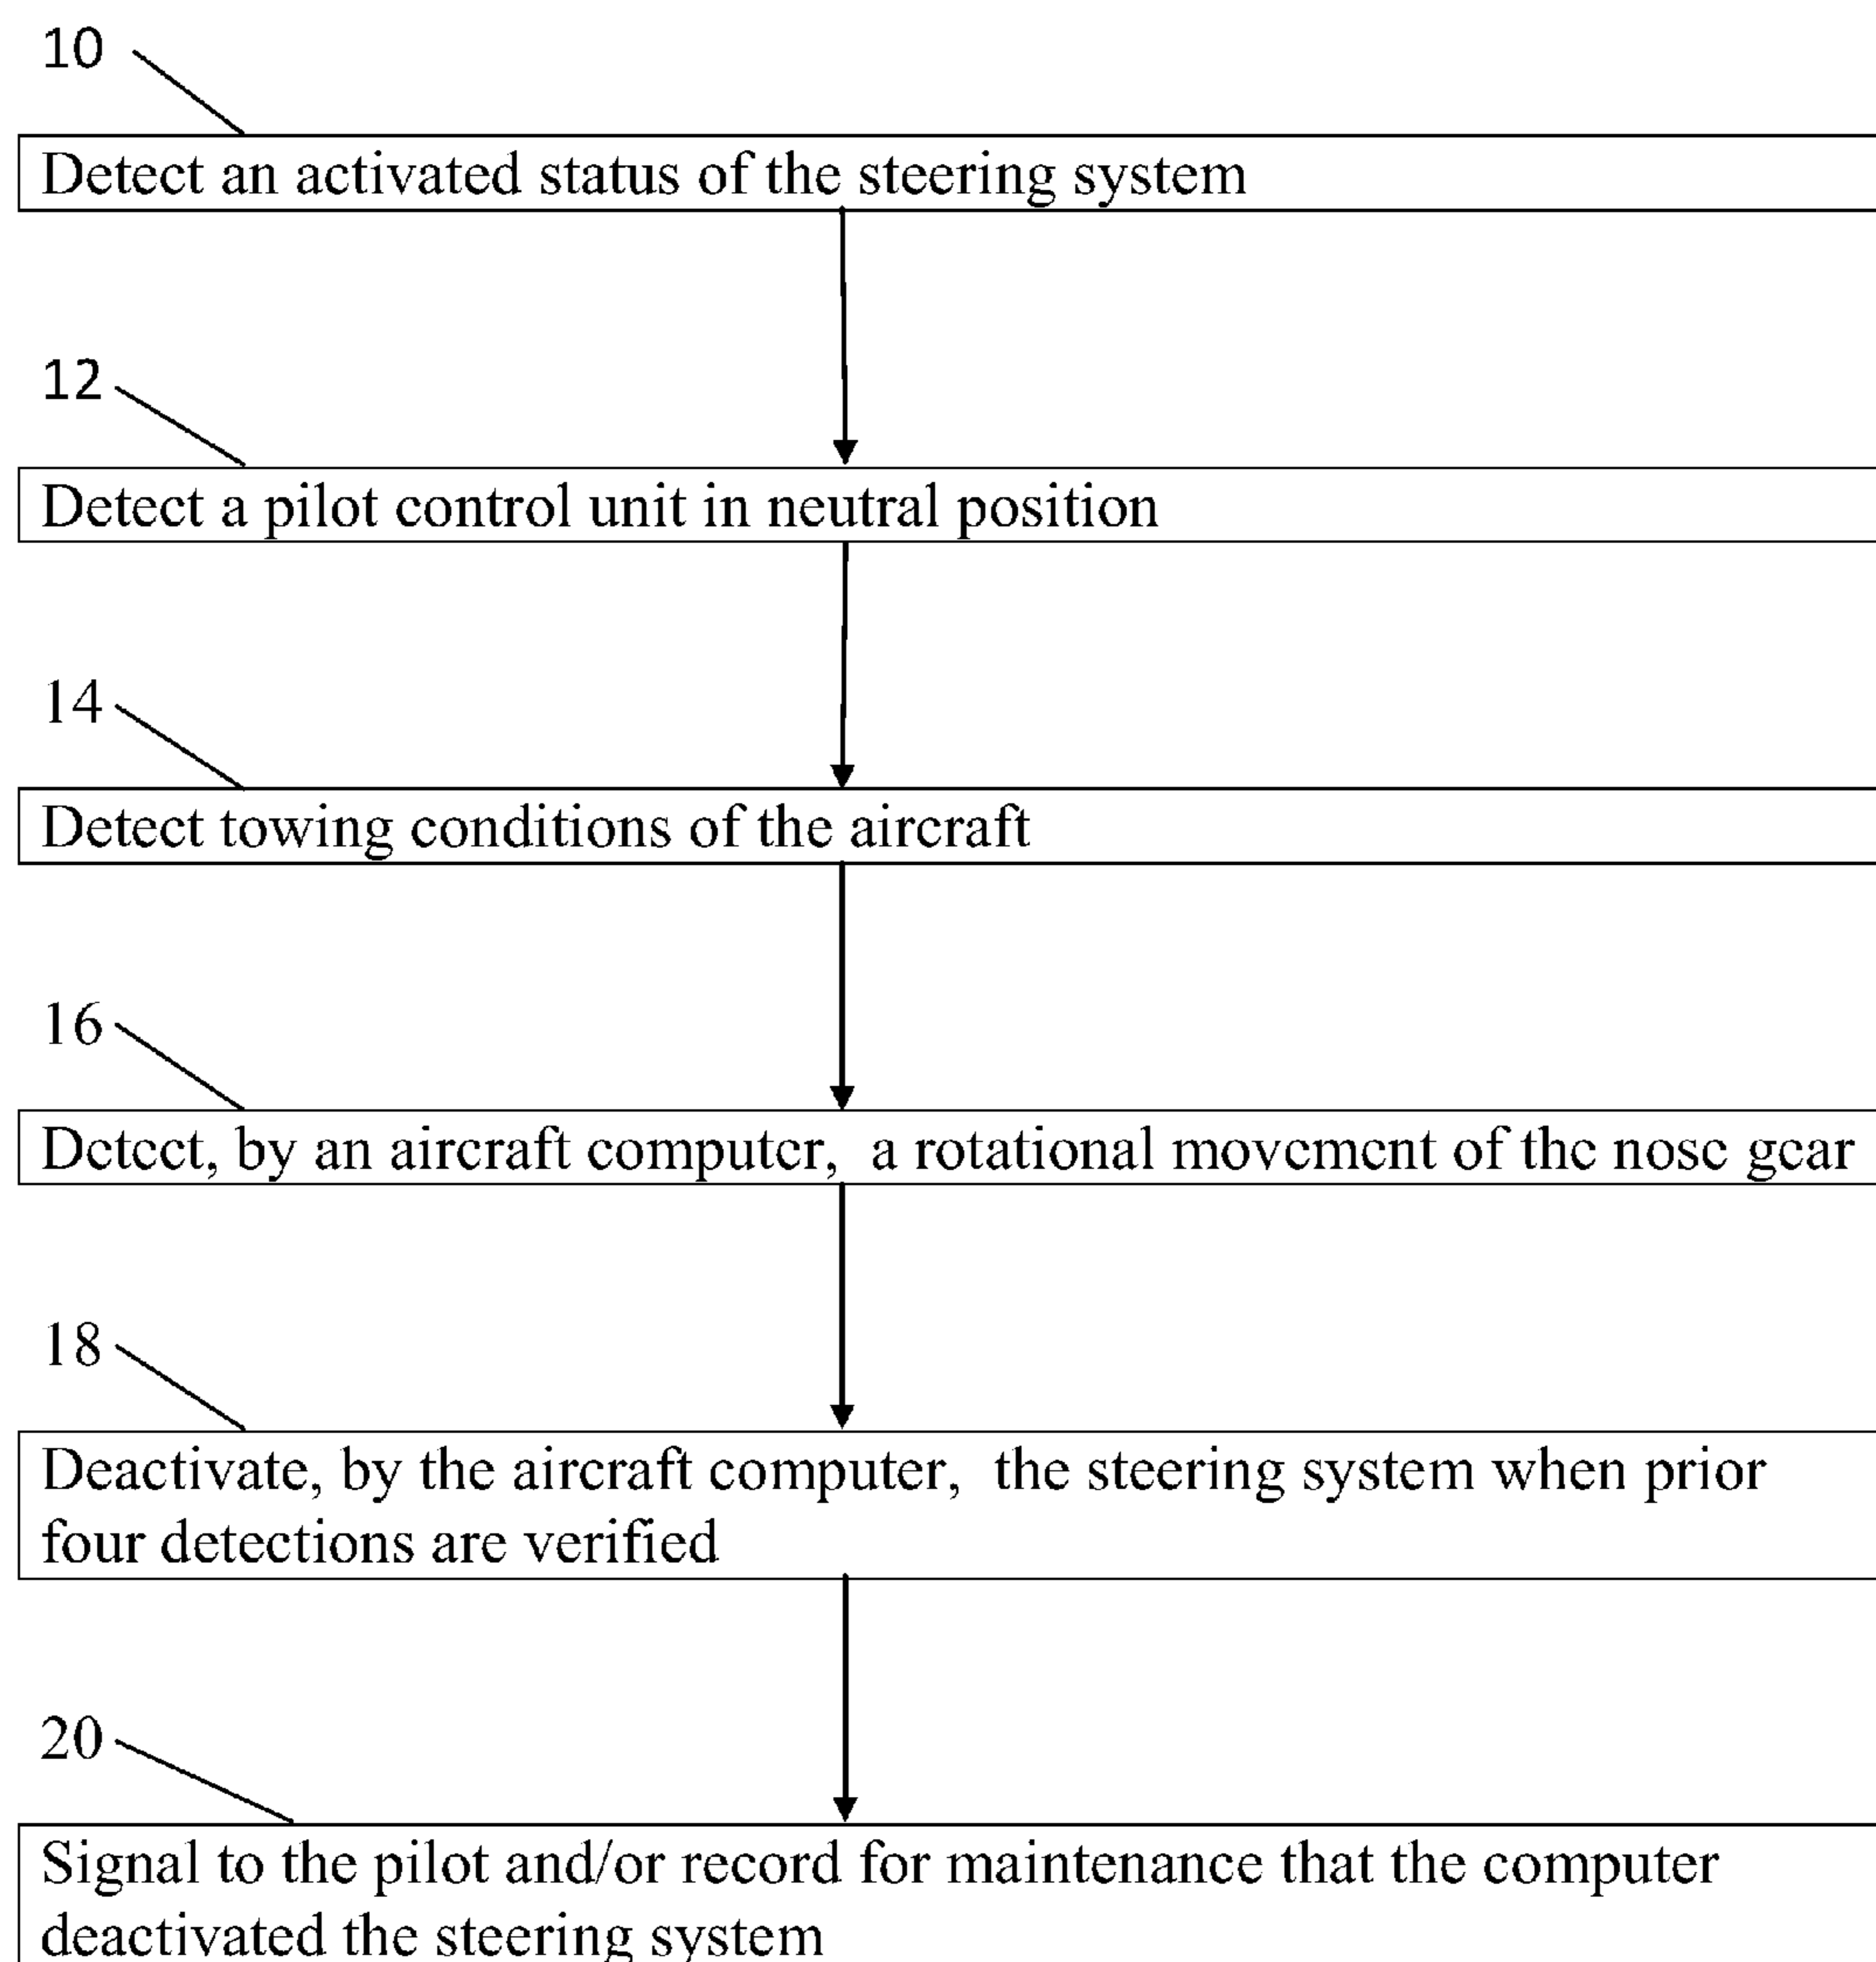 10
Detect an activated status of the steering system
12
Detect a pilot control unit in neutral position
14
Detect towing conditions of the aircraft
16
Detect, by an aircraft computer, a rotational movement of the nose gear
18
Deactivate, by the aircraft computer, the steering system when prior
four detections are verified
20
Signal to the pilot and/or record for maintenance that the computer
deactivated the steering system